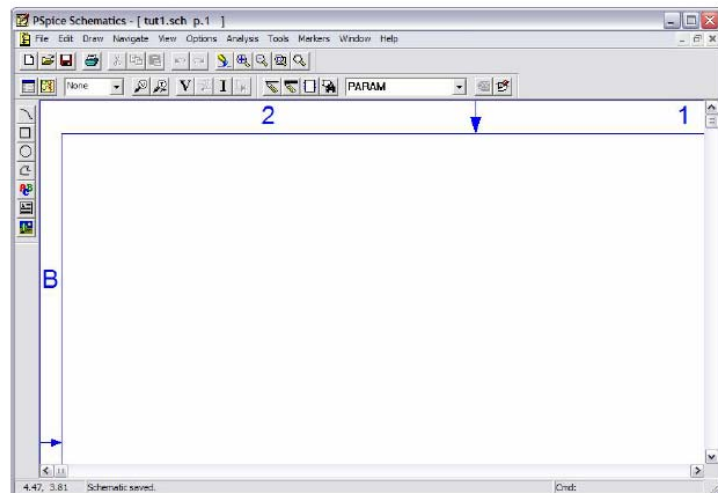 PSpice Schematics - [ tut1.sch p.1 ]
File Edit Draw Navigate View Options Analysis Tools Markers Window Help
None V I PARAM
2 1
B
4.47, 3.81 Schematic saved. Cmd: